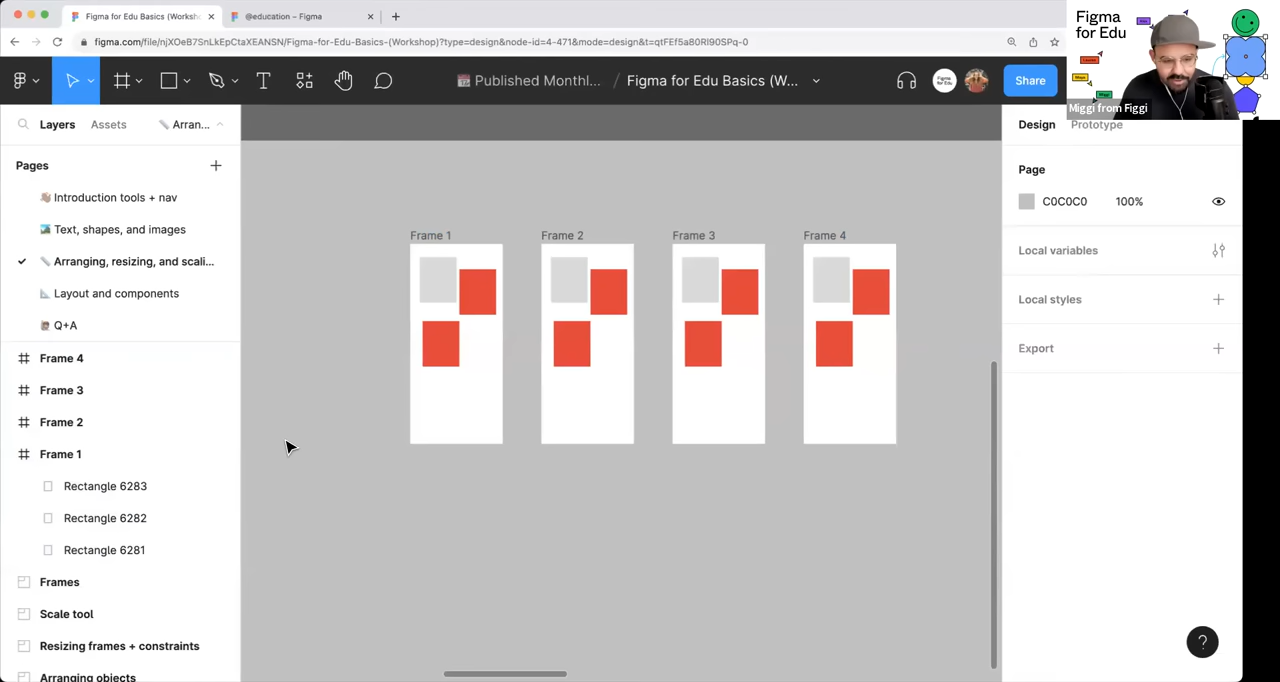 Figma for Edu Basics (Worksh
@education – Figma
figma.com/file/njXOeB7SnLkEpCtaXEANSN/Figma-for-Edu-Basics-(Workshop)?type=design&node-id=4-471&mode=design&t=qtFEf5a80RI90SPq-0
Figma
for Edu
Miggi from Figgi
Published Monthl... / Figma for Edu Basics (W...
Share
Layers
Assets
Arran...
Design
Prototype
Pages
Introduction tools + nav
Text, shapes, and images
Arranging, resizing, and scali...
Layout and components
Q+A
Frame 4
Frame 3
Frame 2
Frame 1
Rectangle 6283
Rectangle 6282
Rectangle 6281
Frames
Scale tool
Resizing frames + constraints
Arranging objects
Frame 1
Frame 2
Frame 3
Frame 4
Page
C0C0C0
100%
Local variables
Local styles
Export
?